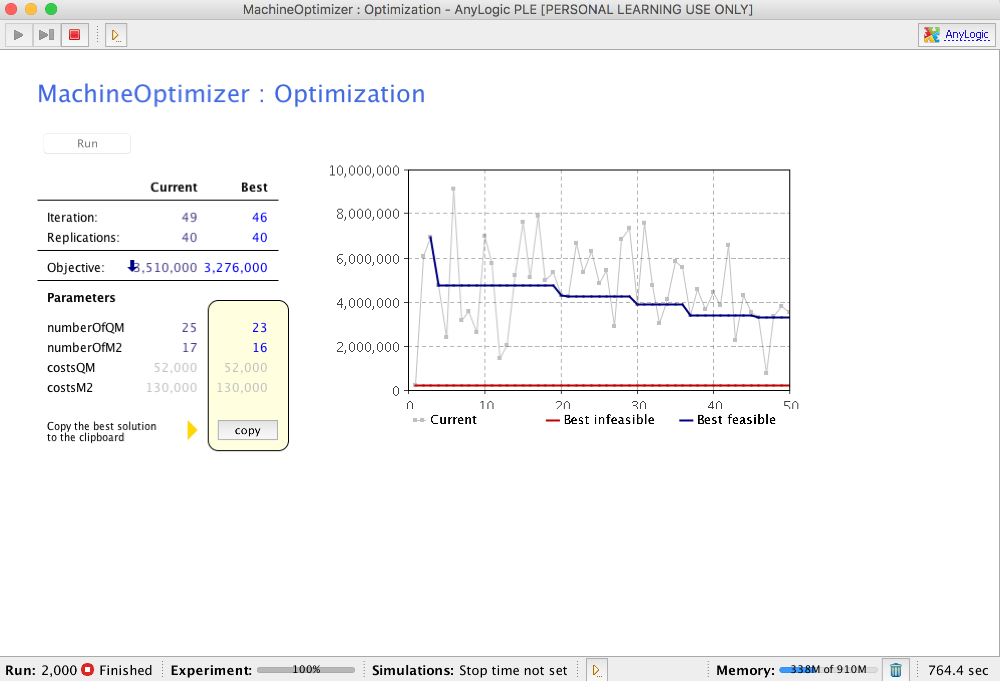 MachineOptimizer : Optimization - AnyLogic PLE [PERSONAL LEARNING USE ONLY]
AnyLogic
MachineOptimizer : Optimization
Run
Current Best
Iteration: 49 46
Replications: 40 40
Objective: 3,510,000 3,276,000
Parameters
numberOfQM 25 23
numberOfM2 17 16
costsQM 52,000 52,000
costsM2 130,000 130,000
Copy the best solution
to the clipboard
copy
10,000,000
8,000,000
6,000,000
4,000,000
2,000,000
0
0 10 20 30 40 50
Current Best infeasible Best feasible
Run: 2,000 Finished Experiment: 100% Simulations: Stop time not set Memory: 338M of 910M 764.4 sec